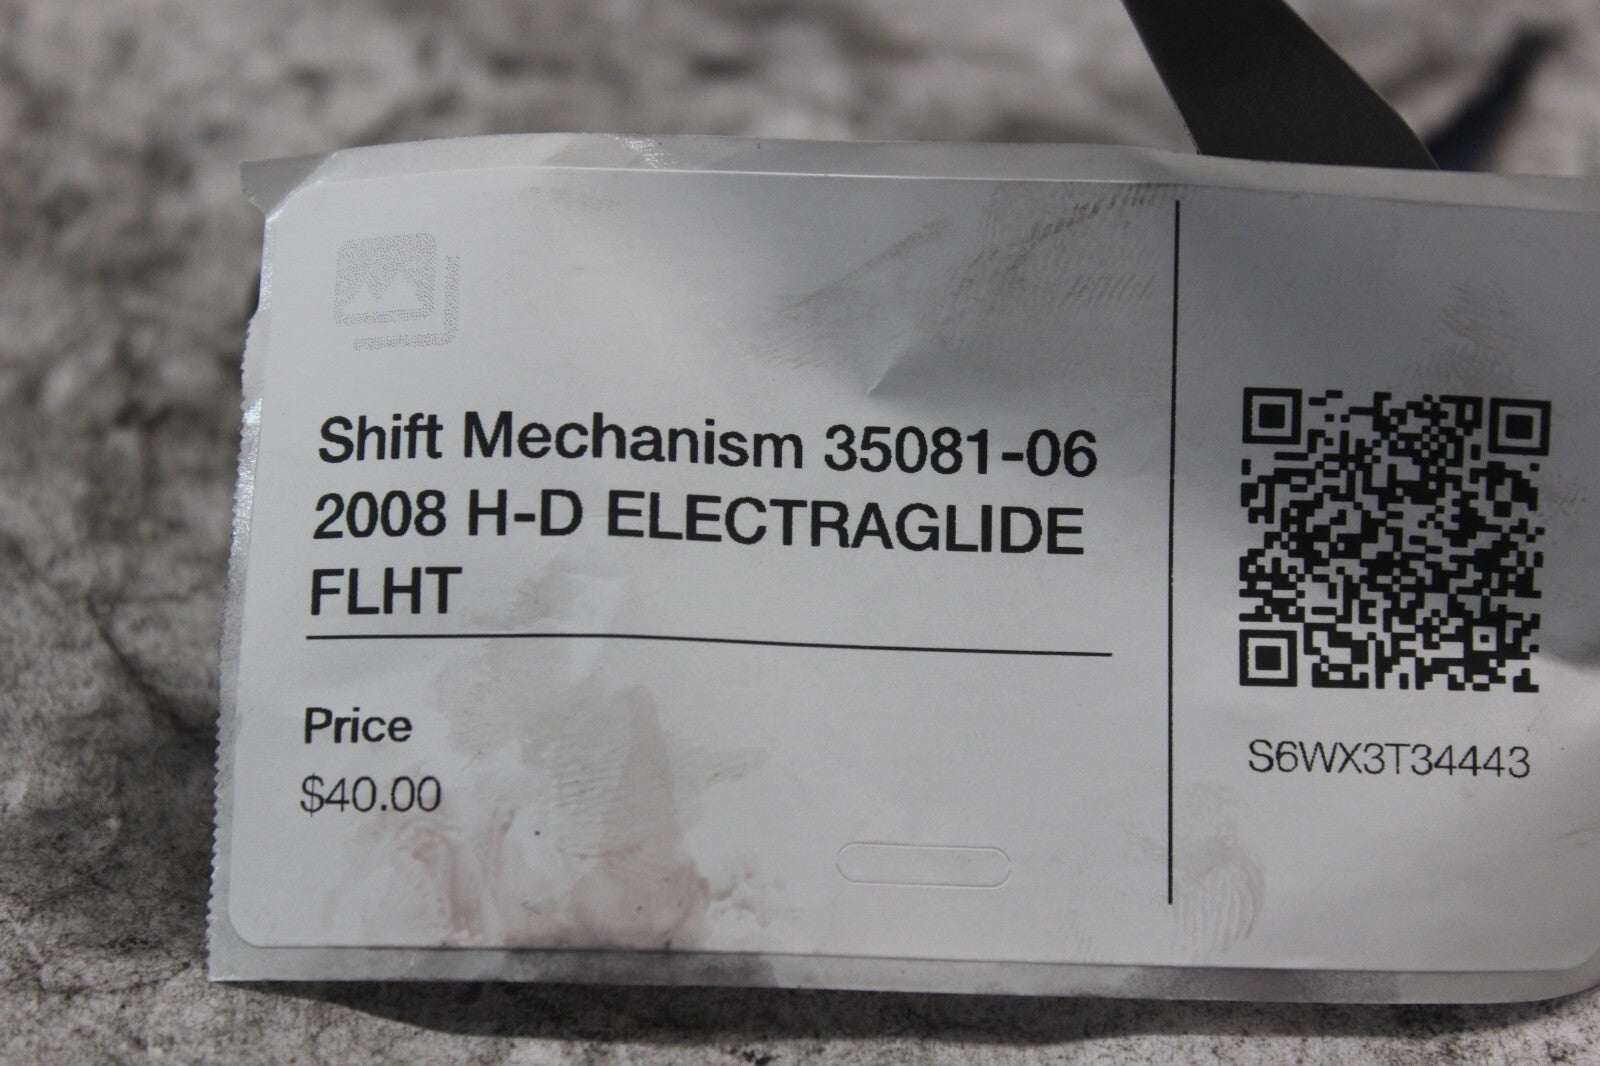 Shift Mechanism 35081-06
2008 H-D ELECTRAGLIDE
FLHT
Price
$40.00
S6WX3T34443